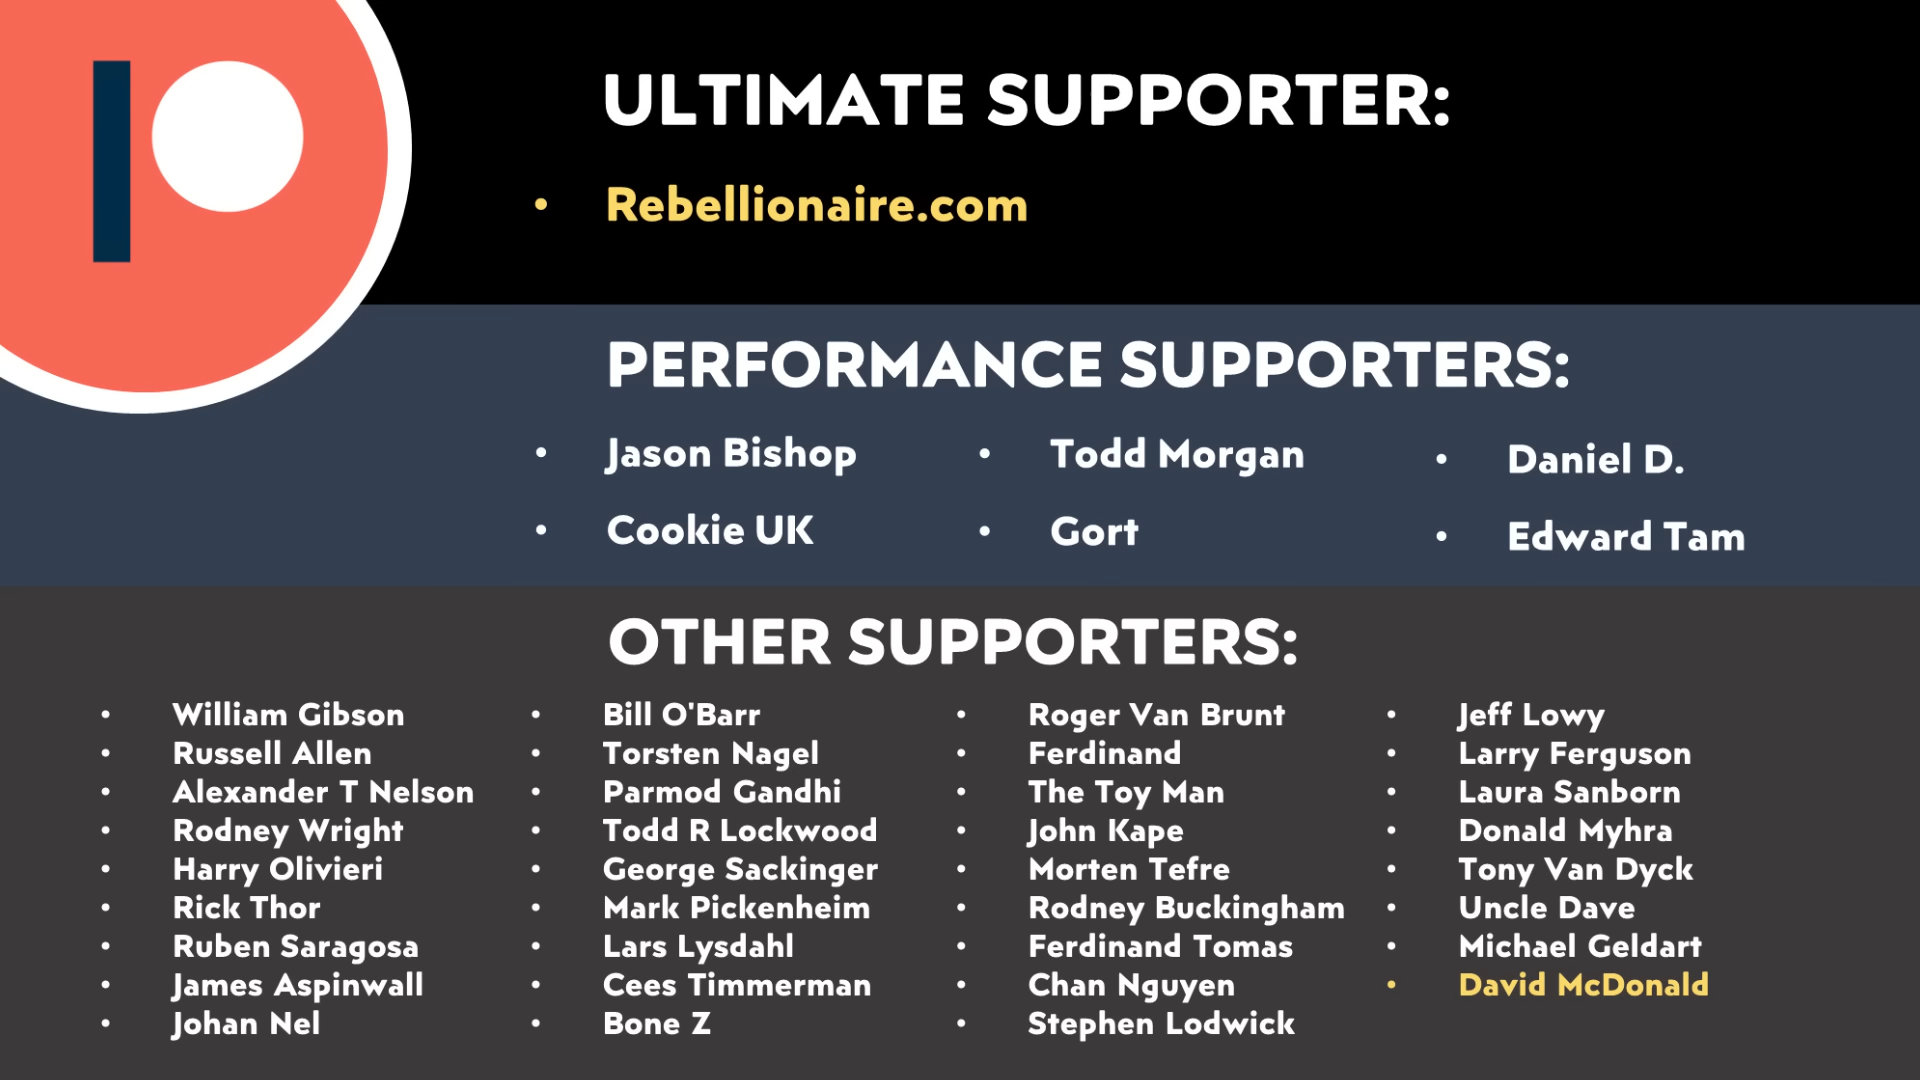 ULTIMATE SUPPORTER:
• Rebellionaire.com
PERFORMANCE SUPPORTERS:
• Jason Bishop
• Cookie UK
• Todd Morgan
• Gort
• Daniel D.
• Edward Tam
OTHER SUPPORTERS:
• William Gibson
• Russell Allen
• Alexander T Nelson
• Rodney Wright
• Harry Olivieri
• Rick Thor
• Ruben Saragosa
• James Aspinwall
• Johan Nel
• Bill O'Barr
• Torsten Nagel
• Parmod Gandhi
• Todd R Lockwood
• George Sackinger
• Mark Pickenheim
• Lars Lysdahl
• Cees Timmerman
• Bone Z
• Roger Van Brunt
• Ferdinand
• The Toy Man
• John Kape
• Morten Tefre
• Rodney Buckingham
• Ferdinand Tomas
• Chan Nguyen
• Stephen Lodwick
• Jeff Lowy
• Larry Ferguson
• Laura Sanborn
• Donald Myhra
• Tony Van Dyck
• Uncle Dave
• Michael Geldart
• David McDonald